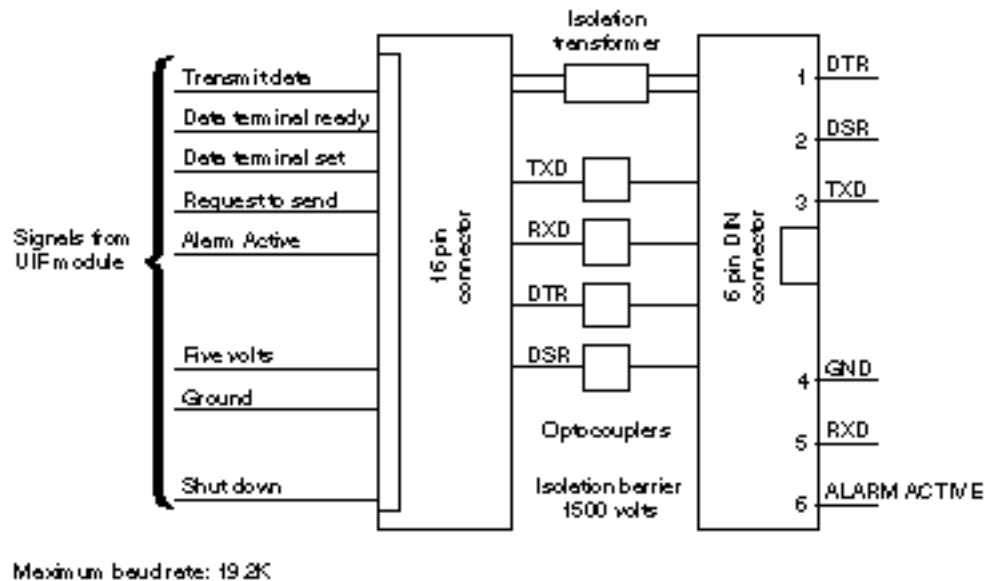 Isolation
transformer
Transmit data
Data terminal ready
Data terminal set
Request to send
Alarm Active
Signals from
UIF module
Five volts
Ground
Shut down
16 pin
connector
TXD
RXD
DTR
DSR
Optocouplers
Isolation barrier
1500 volts
6 pin DIN
connector
1 DTR
2 DSR
3 TXD
4 GND
5 RXD
6 ALARM ACTIVE
Maximum baud rate: 19.2K